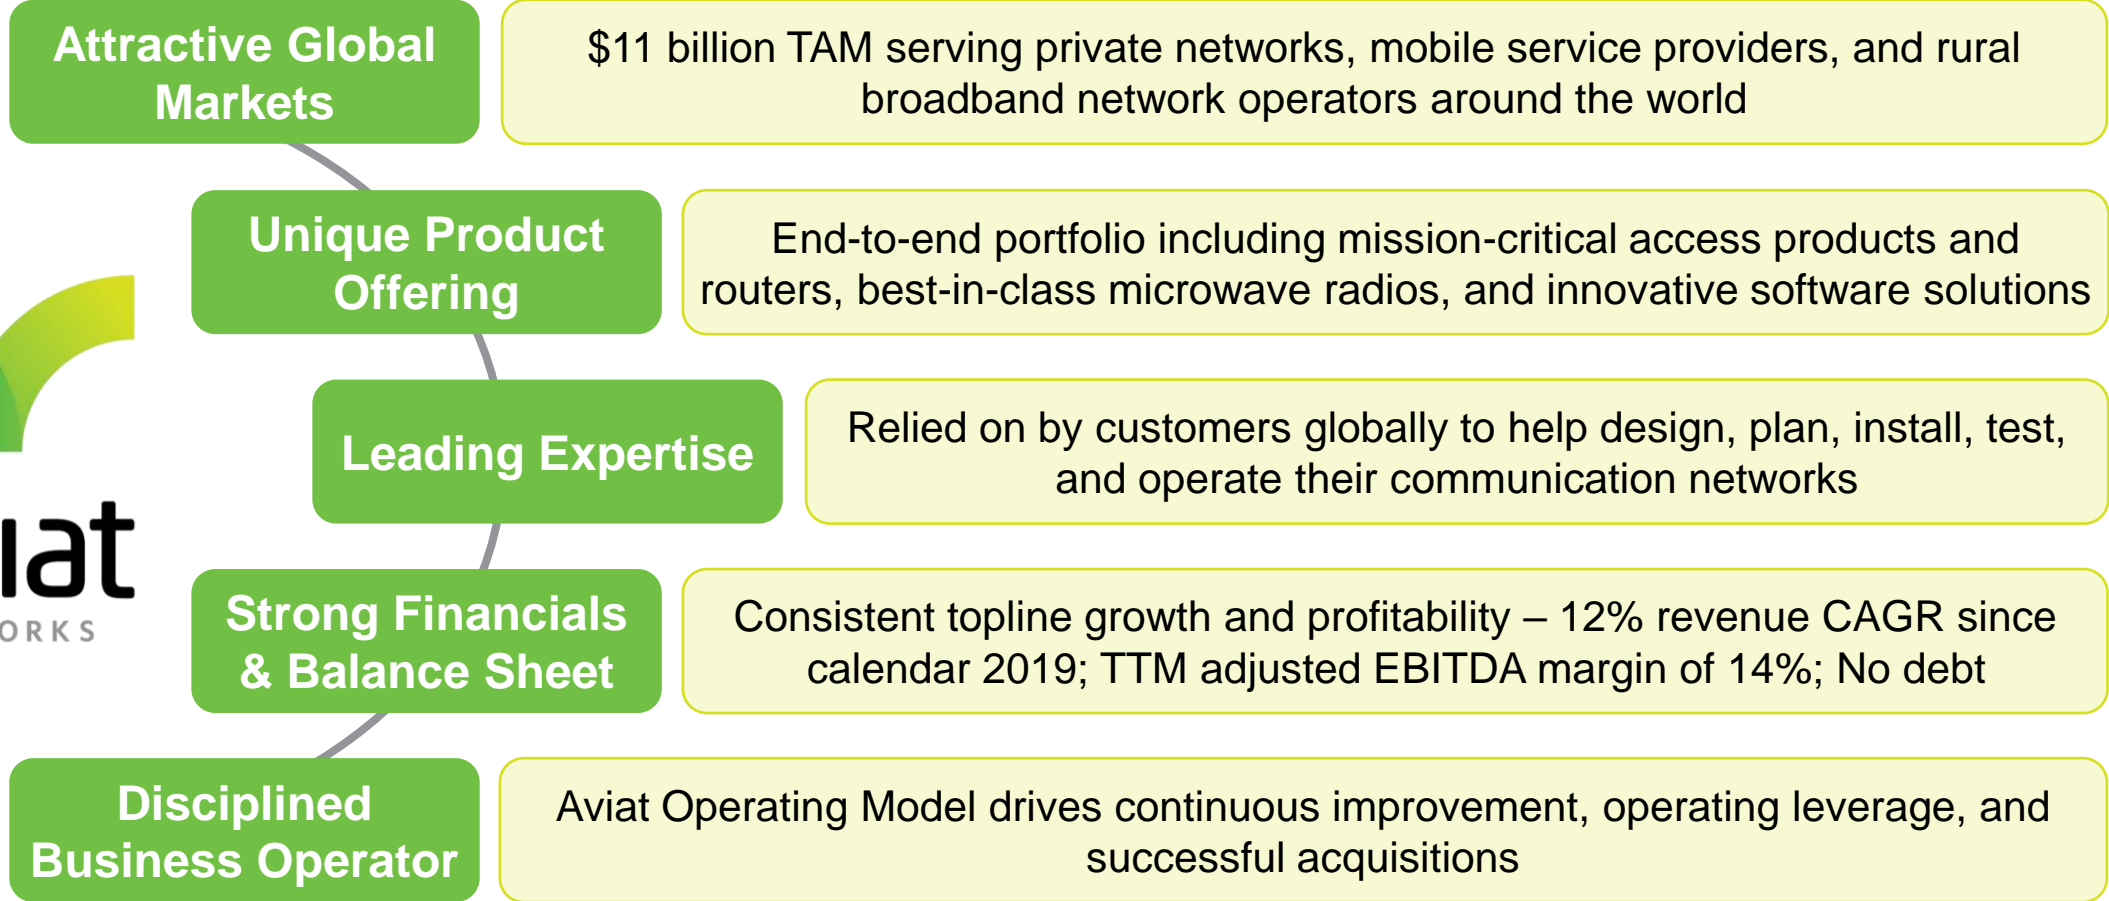 Attractive Global
Markets
$11 billion TAM serving private networks, mobile service providers, and rural
broadband network operators around the world
Unique Product
Offering
End-to-end portfolio including mission-critical access products and
routers, best-in-class microwave radios, and innovative software solutions
Leading Expertise
Relied on by customers globally to help design, plan, install, test,
and operate their communication networks
iat
ORKS
Strong Financials
& Balance Sheet
Consistent topline growth and profitability – 12% revenue CAGR since
calendar 2019; TTM adjusted EBITDA margin of 14%; No debt
Disciplined
Business Operator
Aviat Operating Model drives continuous improvement, operating leverage, and
successful acquisitions